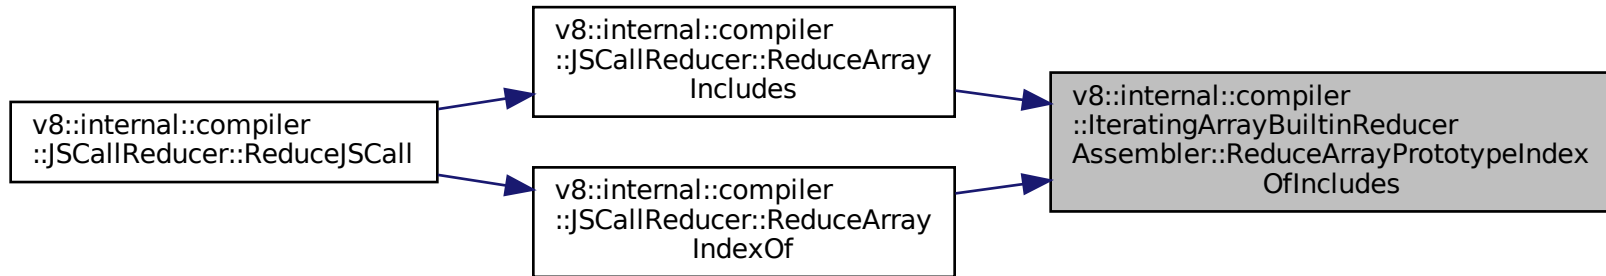 v8::internal::compiler
::JSCallReducer::ReduceJSCall
v8::internal::compiler
::JSCallReducer::ReduceArray
Includes
v8::internal::compiler
::JSCallReducer::ReduceArray
IndexOf
v8::internal::compiler
::IteratingArrayBuiltinReducer
Assembler::ReduceArrayPrototypeIndex
OfIncludes